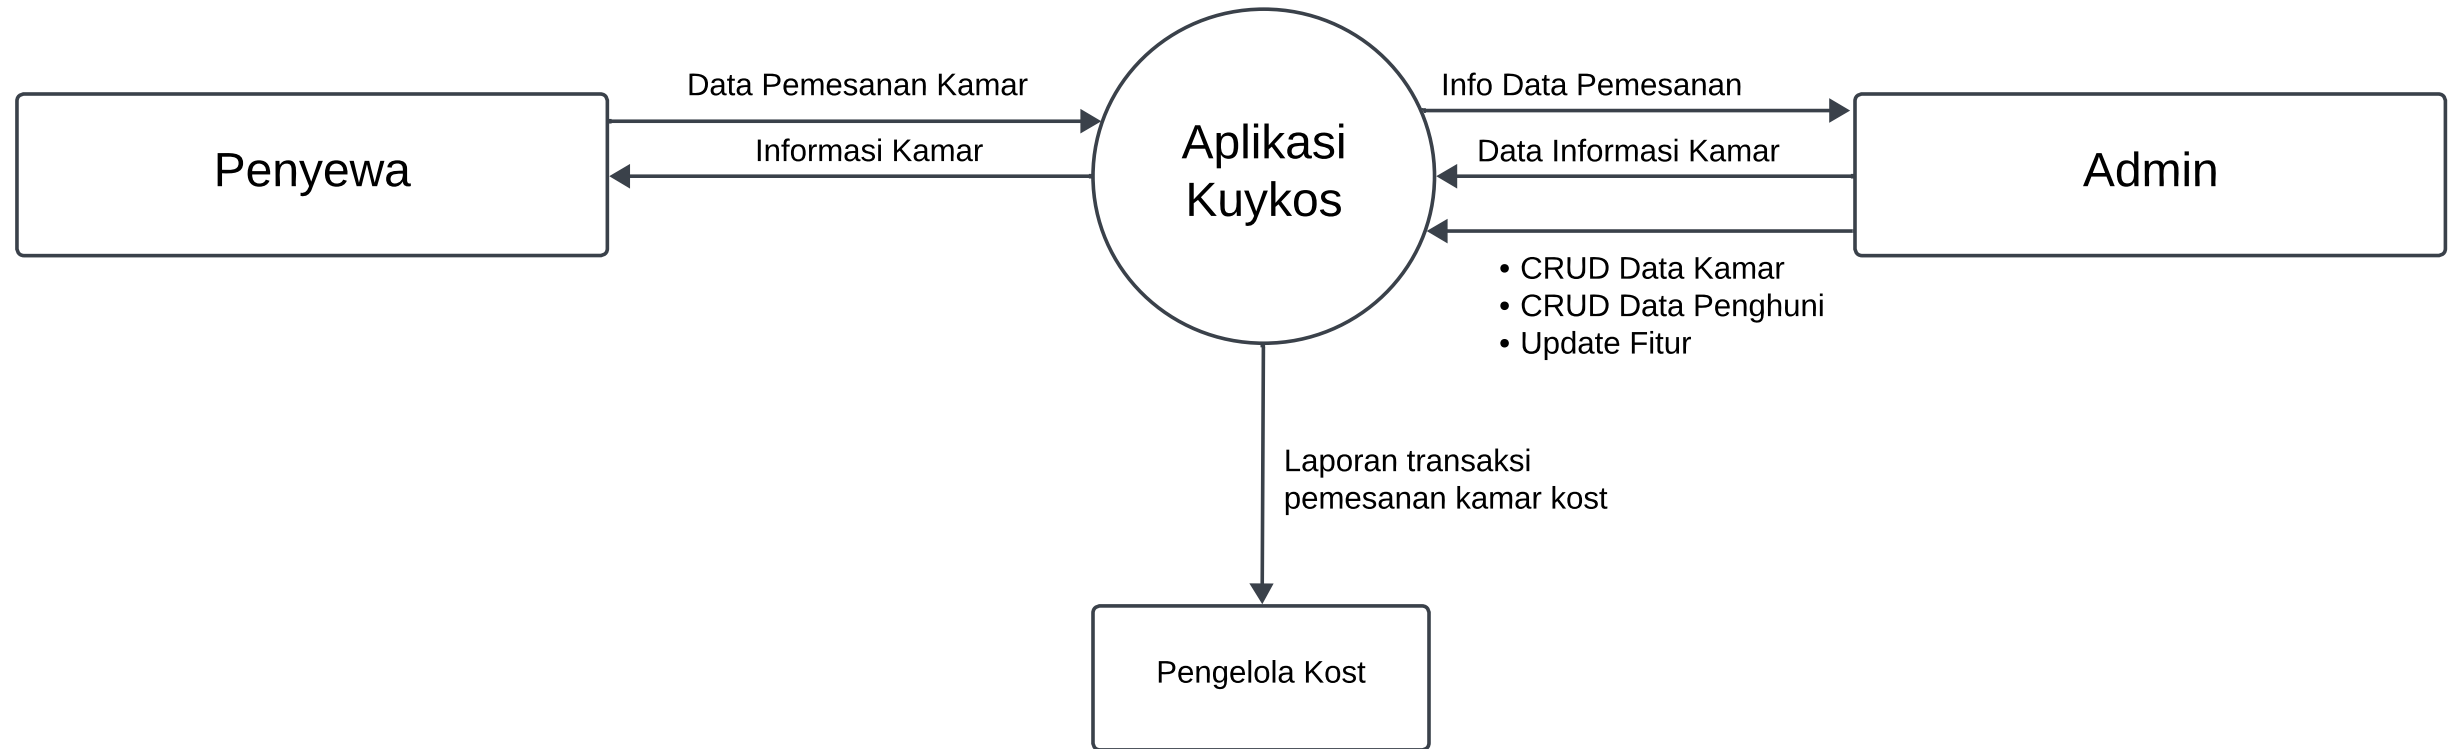 Penyewa
Data Pemesanan Kamar
Informasi Kamar
Aplikasi
Kuykos
Info Data Pemesanan
Data Informasi Kamar
• CRUD Data Kamar
• CRUD Data Penghuni
• Update Fitur
Admin
Laporan transaksi
pemesanan kamar kost
Pengelola Kost